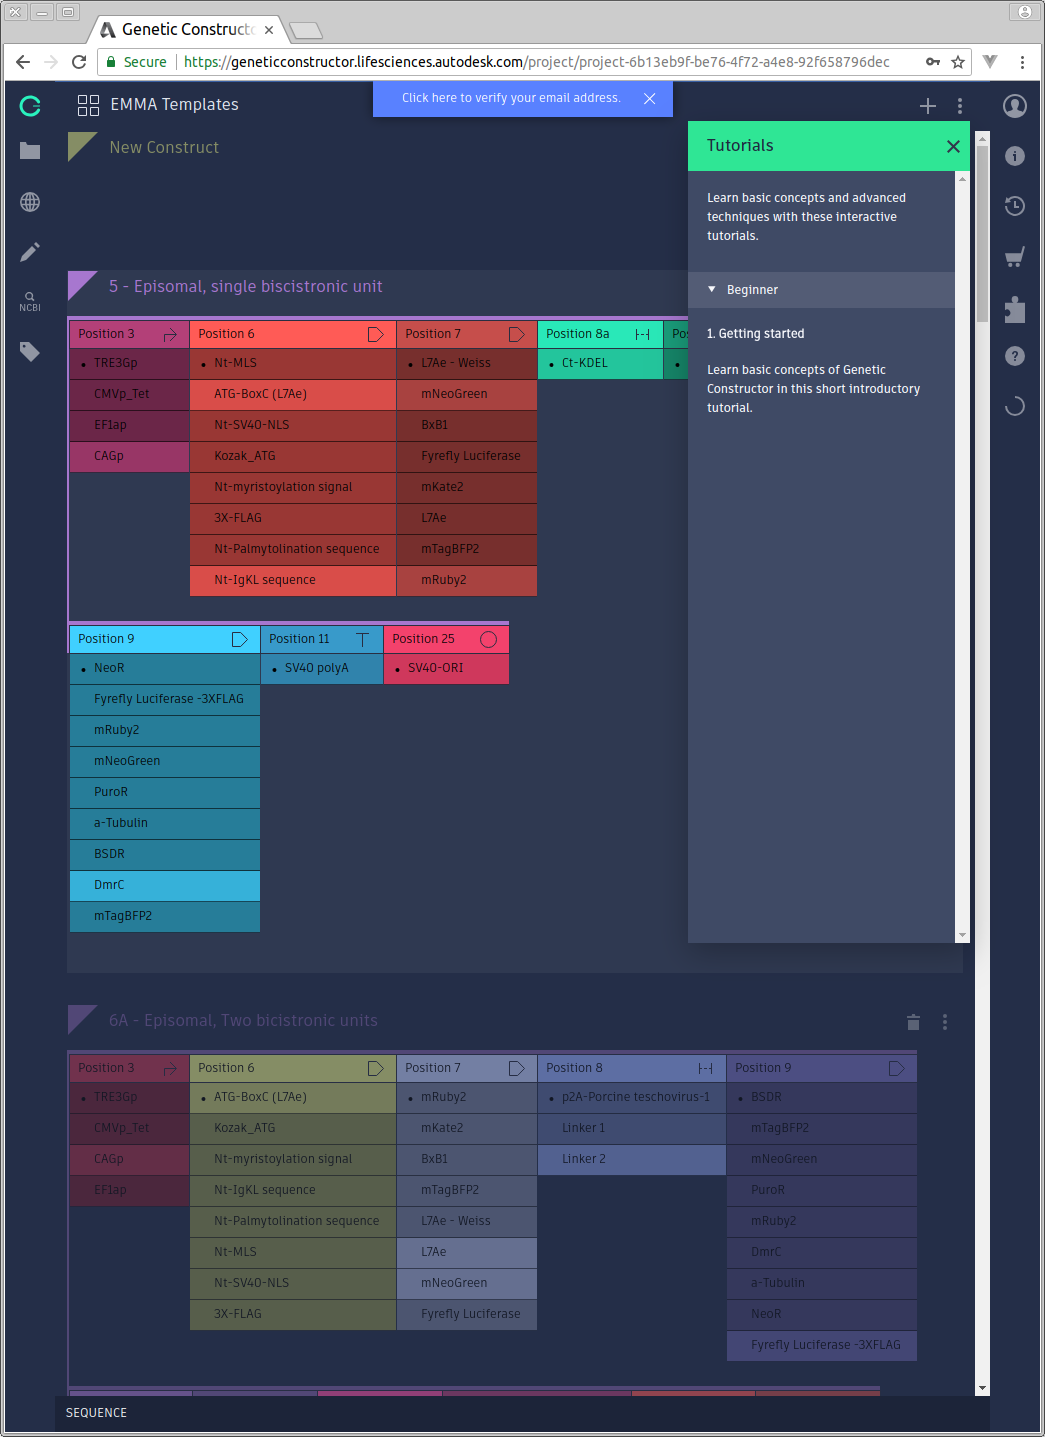 Genetic Constructo
Secure https://geneticconstructor.lifesciences.autodesk.com/project/project-6b13eb9f-be76-4f72-a4e8-92f658796dec
EMMA Templates
Click here to verify your email address.
New Construct
NCBI
Tutorials
Learn basic concepts and advanced
techniques with these interactive
tutorials.
Beginner
1. Getting started
Learn basic concepts of Genetic
Constructor in this short introductory
tutorial.
5 - Episomal, single biscistronic unit
Position 3 Position 6 Position 7 Position 8a Pos
TRE3Gp Nt-MLS L7Ae - Weiss Ct-KDEL
CMVp_Tet ATG-BoxC (L7Ae) mNeoGreen
EF1ap Nt-SV40-NLS BxB1
CAGp Kozak_ATG Fyrefly Luciferase
Nt-myristoylation signal mKate2
3X-FLAG L7Ae
Nt-Palmytolination sequence mTagBFP2
Nt-IgKL sequence mRuby2
Position 9 Position 11 Position 25
NeoR SV40 polyA SV40-ORI
Fyrefly Luciferase -3XFLAG
mRuby2
mNeoGreen
PuroR
a-Tubulin
BSDR
DmrC
mTagBFP2
6A - Episomal, Two bicistronic units
Position 3 Position 6 Position 7 Position 8 Position 9
TRE3Gp ATG-BoxC (L7Ae) mRuby2 p2A-Porcine teschovirus-1 BSDR
CMVp_Tet Kozak_ATG mKate2 Linker 1 mTagBFP2
CAGp Nt-myristoylation signal BxB1 Linker 2 mNeoGreen
EF1ap Nt-IgKL sequence mTagBFP2 PuroR
Nt-Palmytolination sequence L7Ae - Weiss mRuby2
Nt-MLS L7Ae DmrC
Nt-SV40-NLS mNeoGreen a-Tubulin
3X-FLAG Fyrefly Luciferase NeoR
Fyrefly Luciferase -3XFLAG
SEQUENCE